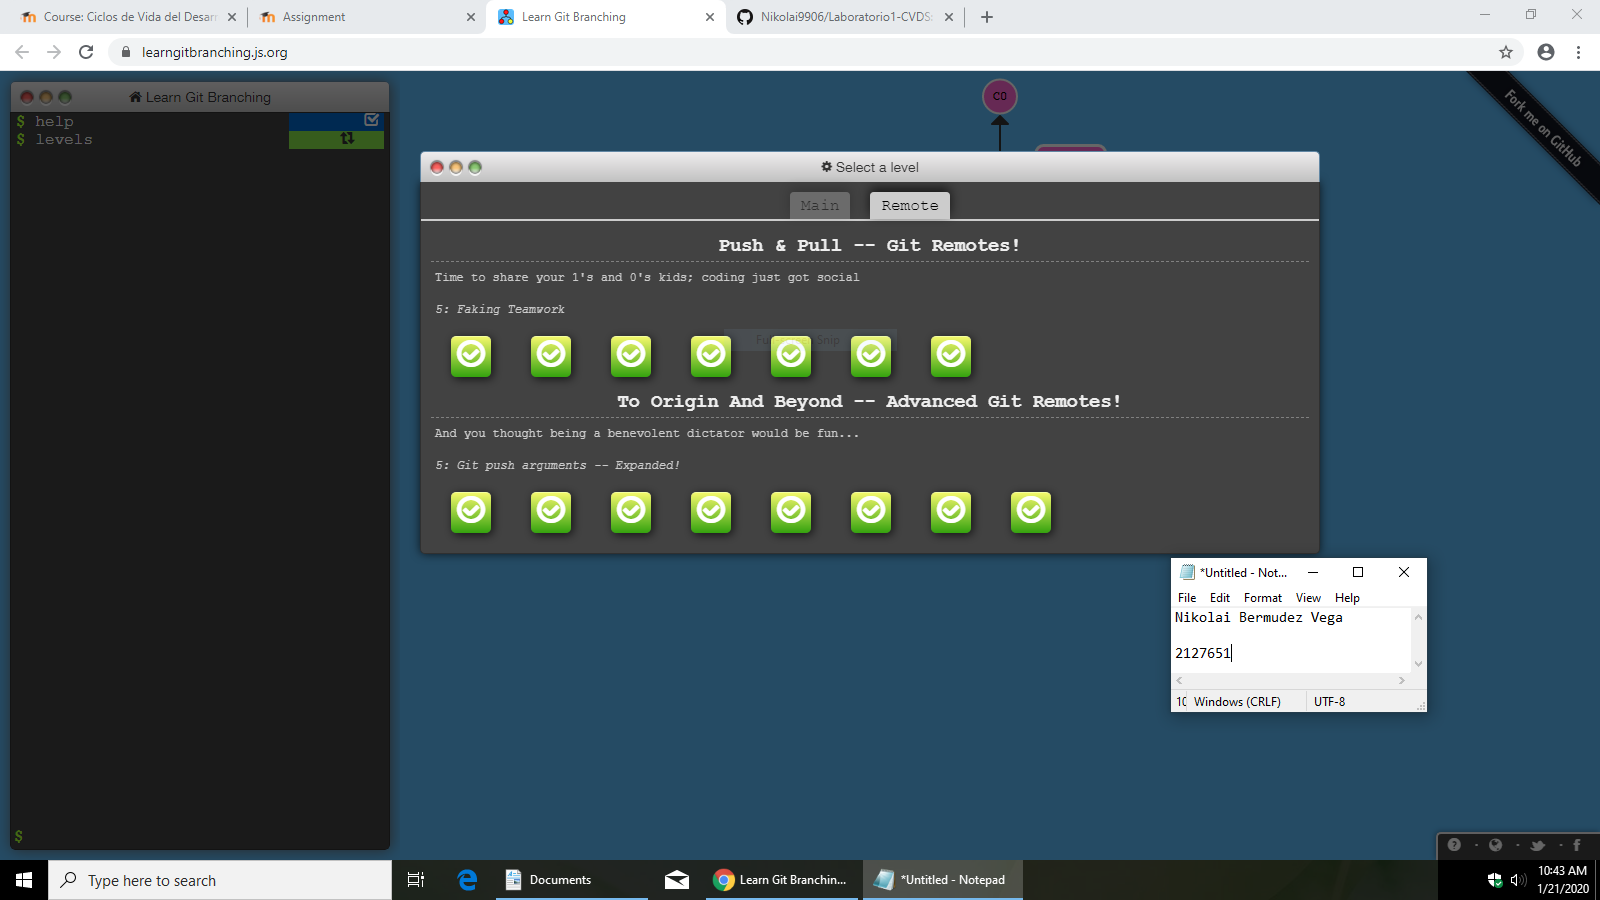 Course: Ciclos de Vida del Desarr
Assignment
Learn Git Branching
Nikolai9906/Laboratorio1-CVDS:
learngitbranching.js.org
Learn Git Branching
$ help
$ levels
$
C0
Fork me on GitHub
Select a level
Main
Remote
Push & Pull -- Git Remotes!
Time to share your 1's and 0's kids; coding just got social
5: Faking Teamwork
Snip
To Origin And Beyond -- Advanced Git Remotes!
And you thought being a benevolent dictator would be fun...
5: Git push arguments -- Expanded!
*Untitled - Not...
File Edit Format View Help
Nikolai Bermudez Vega
2127651
Windows (CRLF)
UTF-8
Type here to search
Documents
Learn Git Branchin...
*Untitled - Notepad
10:43 AM
1/21/2020